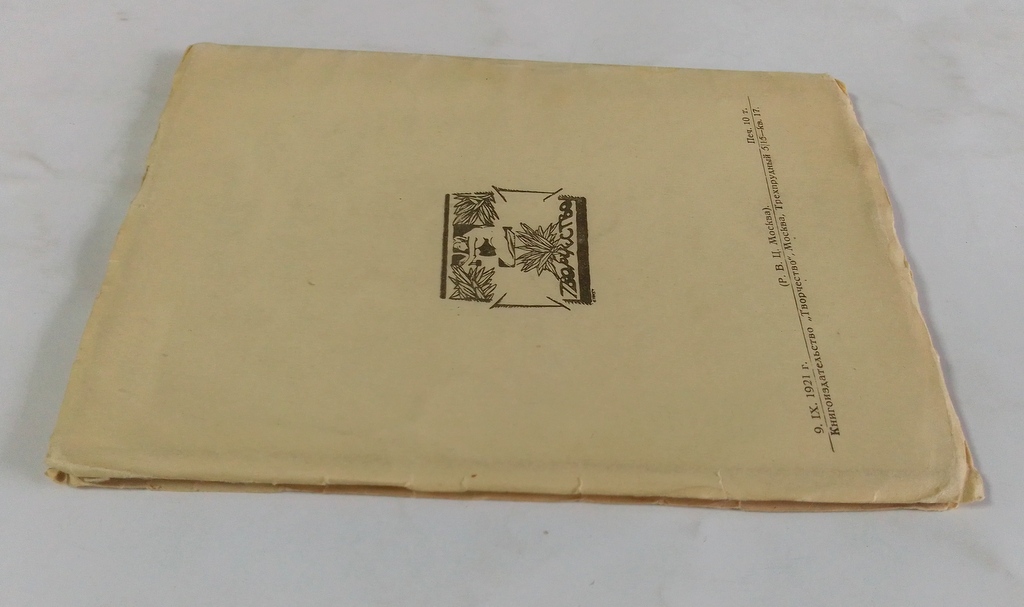 Творчество
9. IX. 1921 г. (Р. В. Ц. Москва). Печ. 10 т.
Книгоиздательство „Творчество“, Москва, Трехпрудный 5/15—кв. 17.